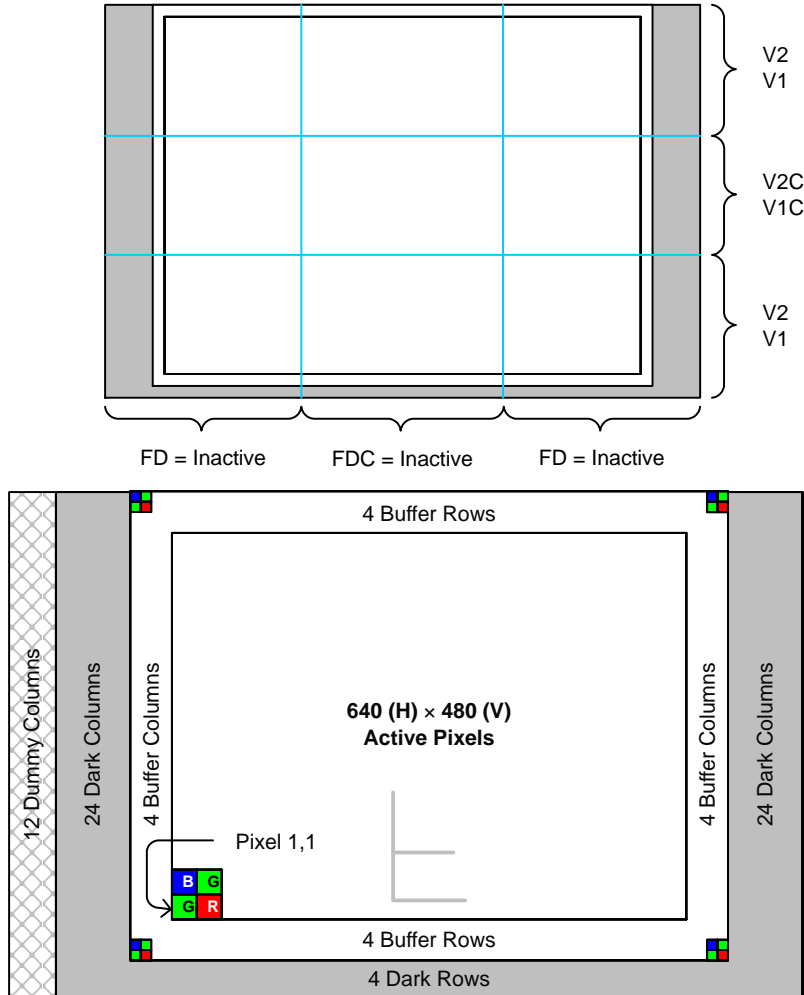 V2
V1
V2C
V1C
V2
V1
FD = Inactive
FDC = Inactive
FD = Inactive
4 Buffer Rows
12 Dummy Columns
24 Dark Columns
4 Buffer Columns
640 (H) × 480 (V)
Active Pixels
4 Buffer Columns
24 Dark Columns
Pixel 1,1
B G
G R
4 Buffer Rows
4 Dark Rows